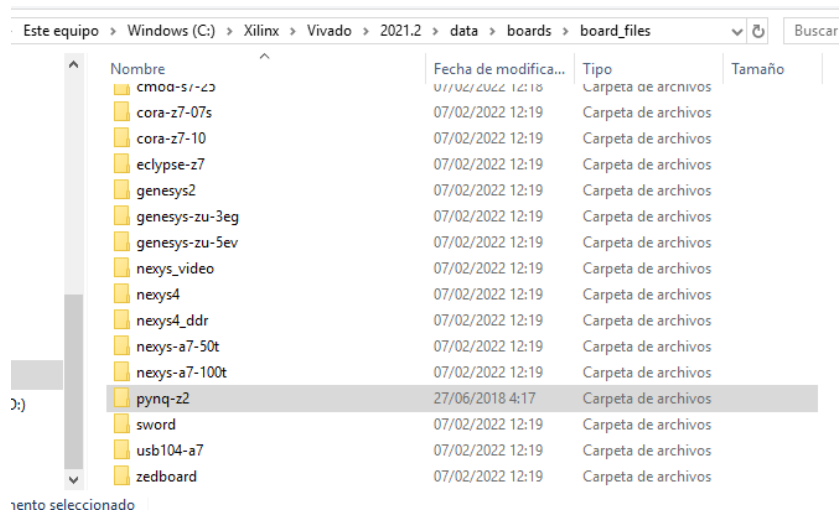 Este equipo > Windows (C:) > Xilinx > Vivado > 2021.2 > data > boards > board_files Buscar
Nombre Fecha de modifica... Tipo Tamaño
cmod-s7-25 07/02/2022 12:18 Carpeta de archivos
cora-z7-07s 07/02/2022 12:19 Carpeta de archivos
cora-z7-10 07/02/2022 12:19 Carpeta de archivos
eclypse-z7 07/02/2022 12:19 Carpeta de archivos
genesys2 07/02/2022 12:19 Carpeta de archivos
genesys-zu-3eg 07/02/2022 12:19 Carpeta de archivos
genesys-zu-5ev 07/02/2022 12:19 Carpeta de archivos
nexys_video 07/02/2022 12:19 Carpeta de archivos
nexys4 07/02/2022 12:19 Carpeta de archivos
nexys4_ddr 07/02/2022 12:19 Carpeta de archivos
nexys-a7-50t 07/02/2022 12:19 Carpeta de archivos
nexys-a7-100t 07/02/2022 12:19 Carpeta de archivos
pynq-z2 27/06/2018 4:17 Carpeta de archivos
sword 07/02/2022 12:19 Carpeta de archivos
usb104-a7 07/02/2022 12:19 Carpeta de archivos
zedboard 07/02/2022 12:19 Carpeta de archivos
):)
nento seleccionado